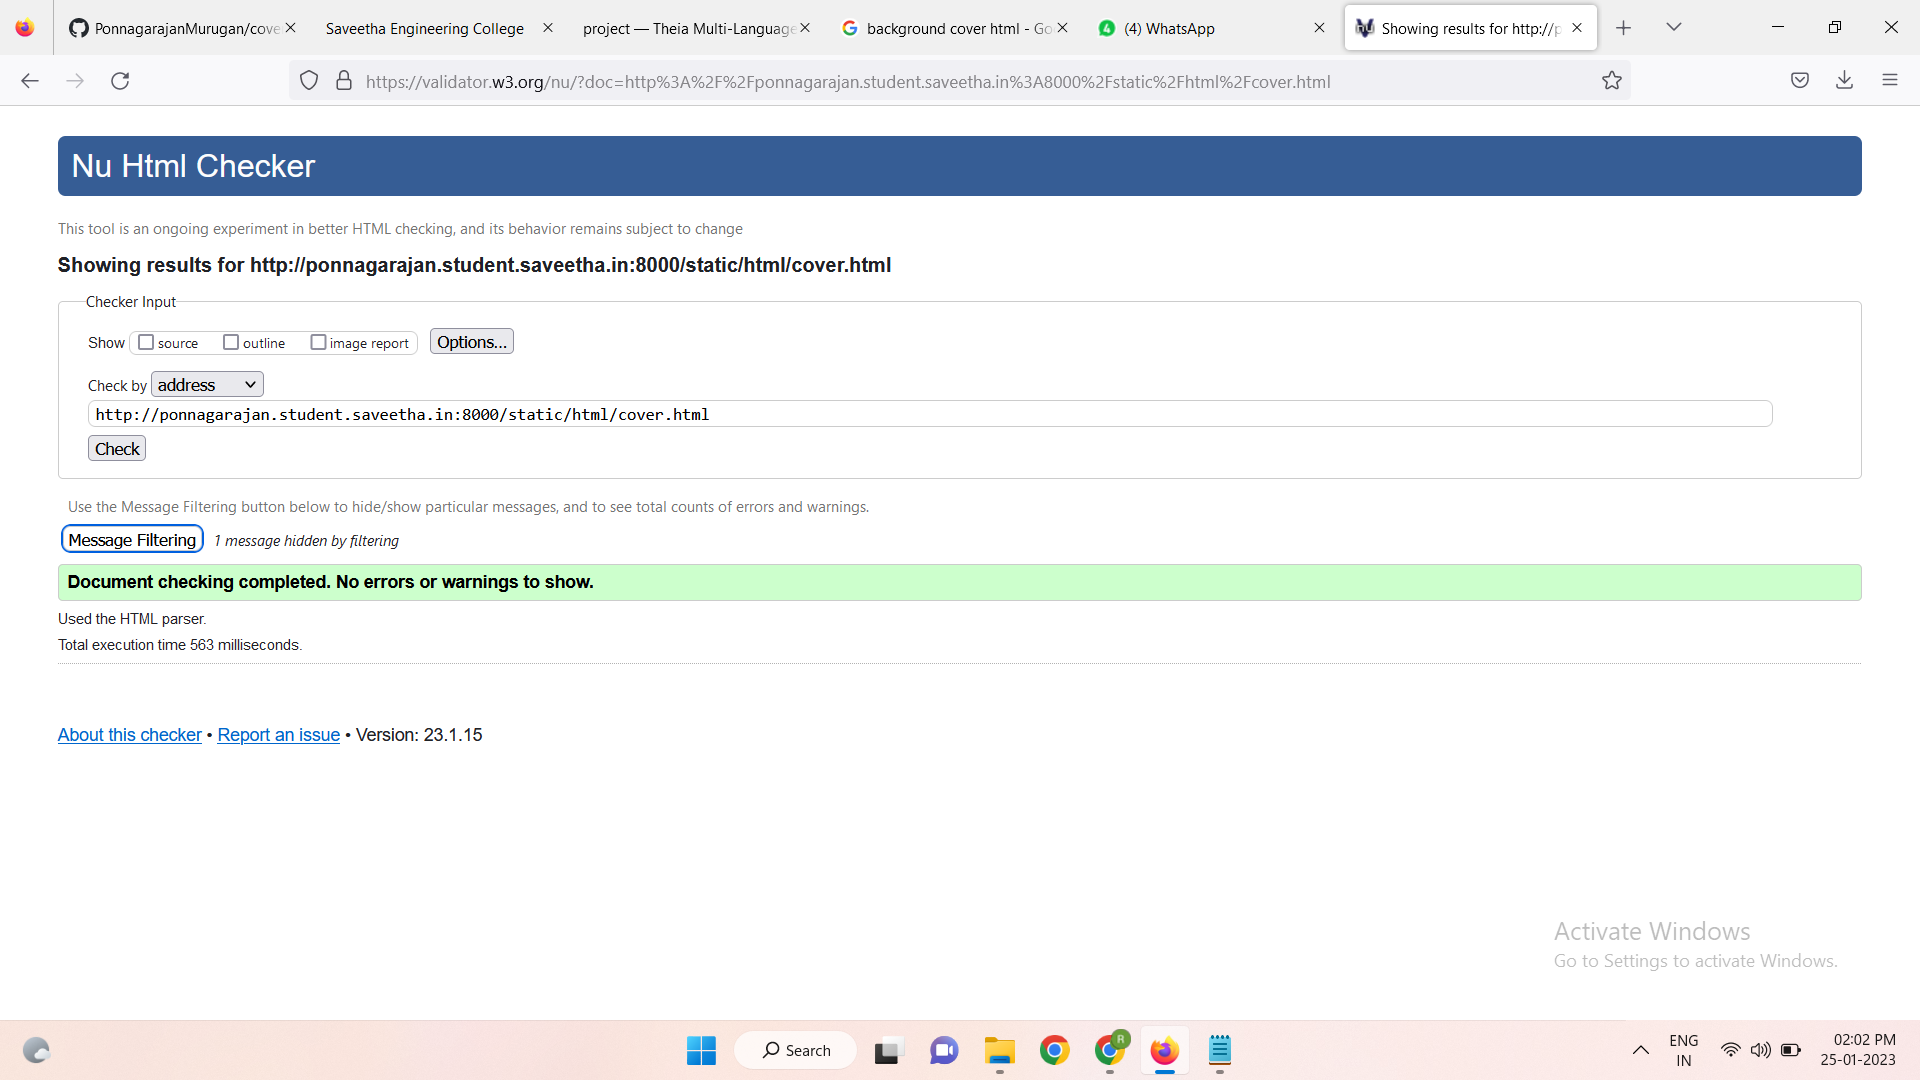 PonnagarajanMurugan/cove
Saveetha Engineering College
project — Theia Multi-Language
background cover html - Go
(4) WhatsApp
Showing results for http://p
https://validator.w3.org/nu/?doc=http%3A%2F%2Fponnagarajan.student.saveetha.in%3A8000%2Fstatic%2Fhtml%2Fcover.html
Nu Html Checker
This tool is an ongoing experiment in better HTML checking, and its behavior remains subject to change
Showing results for http://ponnagarajan.student.saveetha.in:8000/static/html/cover.html
Checker Input
Show source outline image report Options...
Check by address
http://ponnagarajan.student.saveetha.in:8000/static/html/cover.html
Check
Use the Message Filtering button below to hide/show particular messages, and to see total counts of errors and warnings.
Message Filtering 1 message hidden by filtering
Document checking completed. No errors or warnings to show.
Used the HTML parser.
Total execution time 563 milliseconds.
About this checker • Report an issue • Version: 23.1.15
Activate Windows
Go to Settings to activate Windows.
Search
R
ENG
IN
02:02 PM
25-01-2023